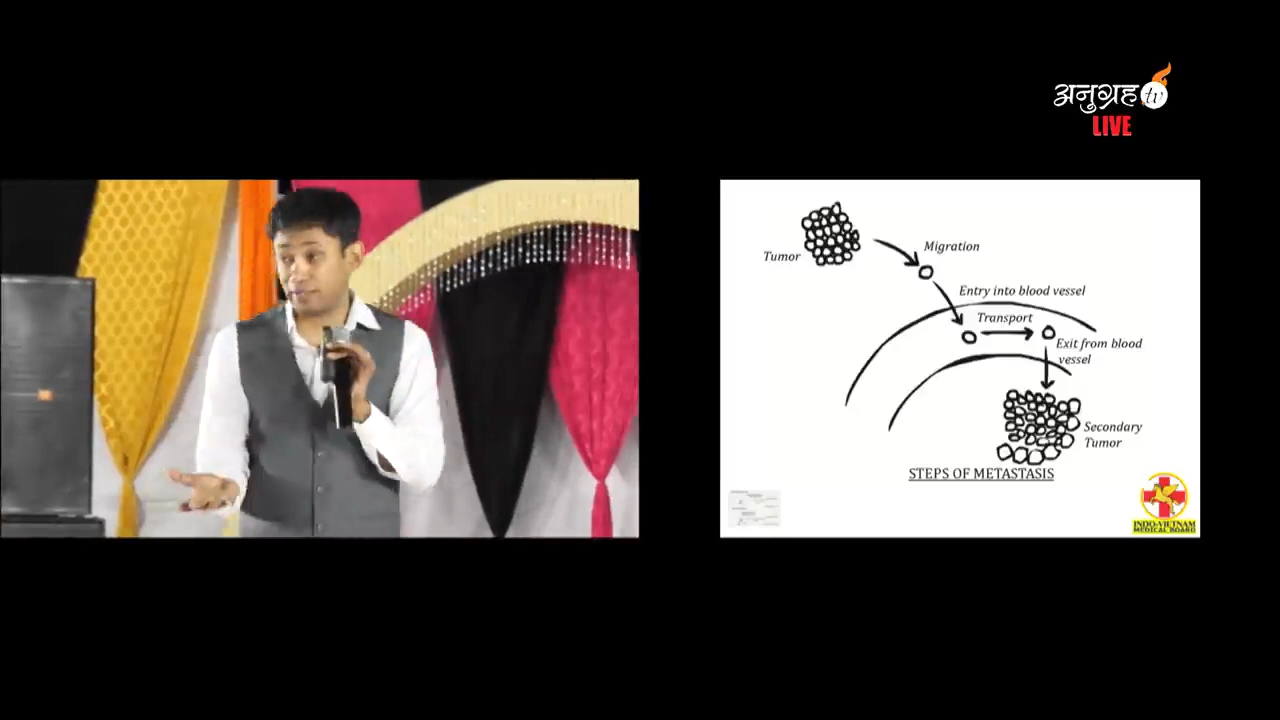 अनुग्रह tv
LIVE
Tumor
Migration
Entry into blood vessel
Transport
Exit from blood
vessel
Secondary
Tumor
STEPS OF METASTASIS
INDO-VIETNAM
MEDICAL BOARD